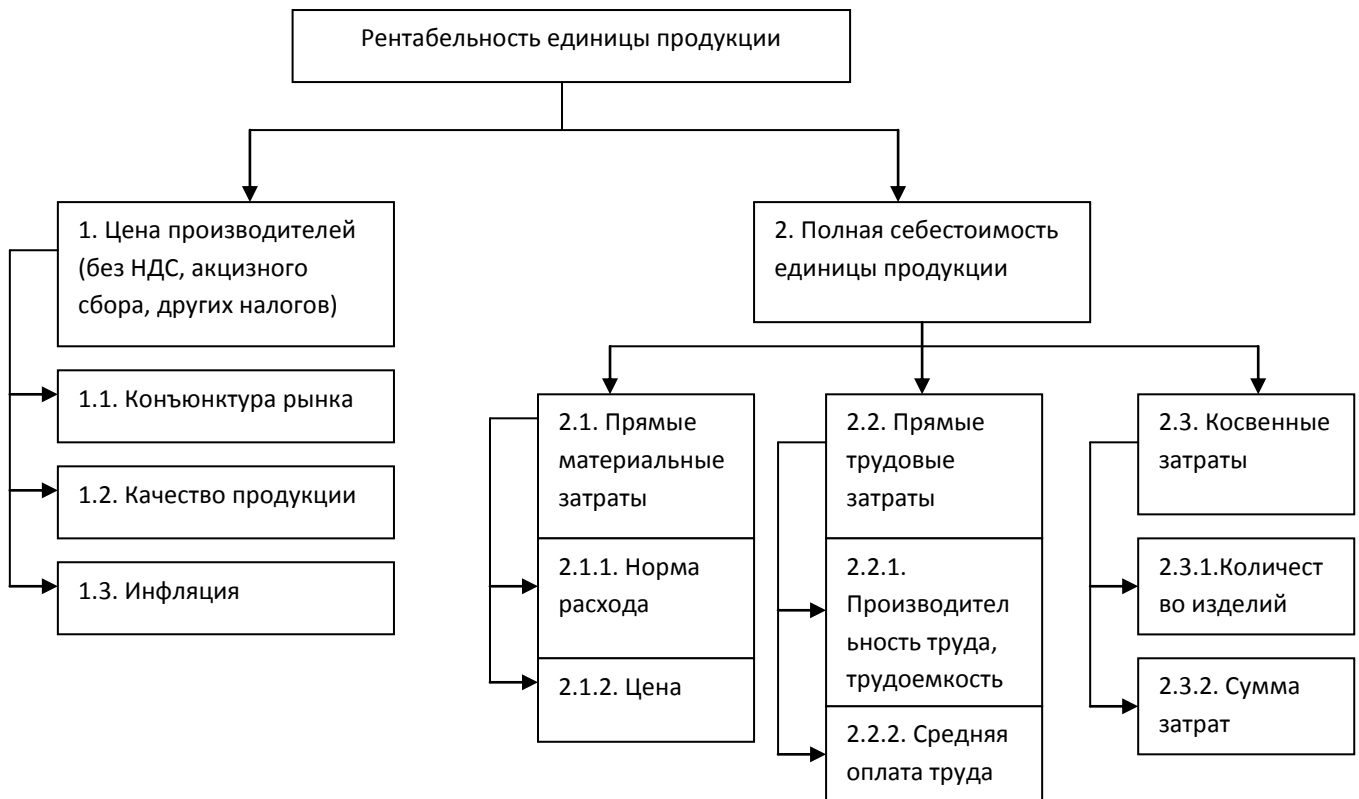 Рентабельность единицы продукции
1. Цена производителей
(без НДС, акцизного
сбора, других налогов)
1.1. Конъюнктура рынка
1.2. Качество продукции
1.3. Инфляция
2. Полная себестоимость
единицы продукции
2.1. Прямые
материальные
затраты
2.1.1. Норма
расхода
2.1.2. Цена
2.2. Прямые
трудовые
затраты
2.2.1.
Производител
ьность труда,
трудоемкость
2.2.2. Средняя
оплата труда
2.3. Косвенные
затраты
2.3.1.Количест
во изделий
2.3.2. Сумма
затрат